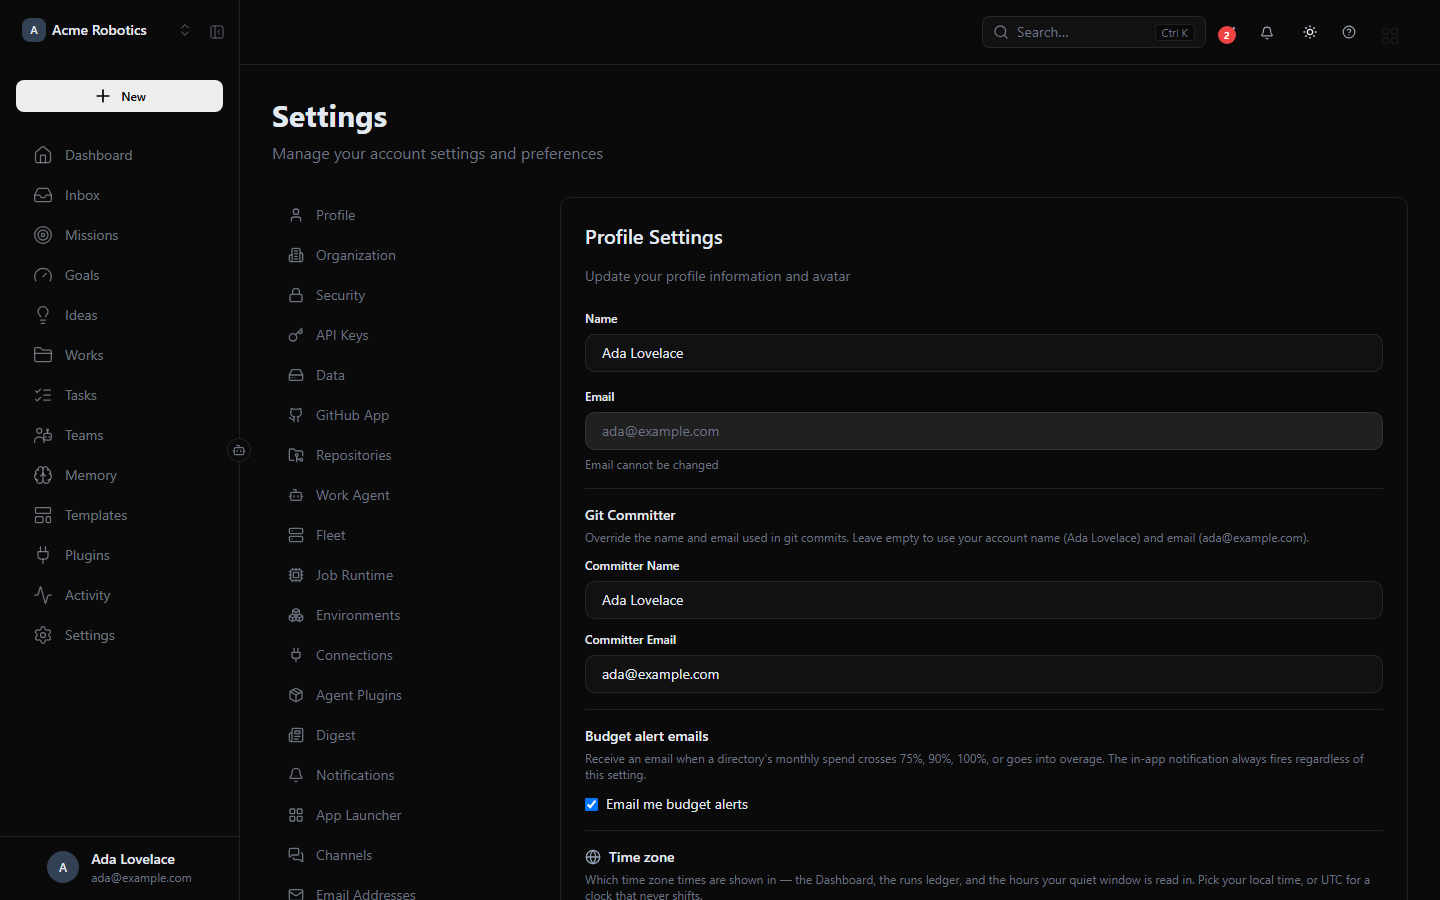 A Acme Robotics
Search... Ctrl K
2
New
Dashboard
Inbox
Missions
Goals
Ideas
Works
Tasks
Teams
Memory
Templates
Plugins
Activity
Settings
A
Ada Lovelace
ada@example.com
Settings
Manage your account settings and preferences
Profile
Organization
Security
API Keys
Data
GitHub App
Repositories
Work Agent
Fleet
Job Runtime
Environments
Connections
Agent Plugins
Digest
Notifications
App Launcher
Channels
Email Addresses
Profile Settings
Update your profile information and avatar
Name
Ada Lovelace
Email
ada@example.com
Email cannot be changed
Git Committer
Override the name and email used in git commits. Leave empty to use your account name (Ada Lovelace) and email (ada@example.com).
Committer Name
Ada Lovelace
Committer Email
ada@example.com
Budget alert emails
Receive an email when a directory's monthly spend crosses 75%, 90%, 100%, or goes into overage. The in-app notification always fires regardless of
this setting.
Email me budget alerts
Time zone
Which time zone times are shown in — the Dashboard, the runs ledger, and the hours your quiet window is read in. Pick your local time, or UTC for a
clock that never shifts.